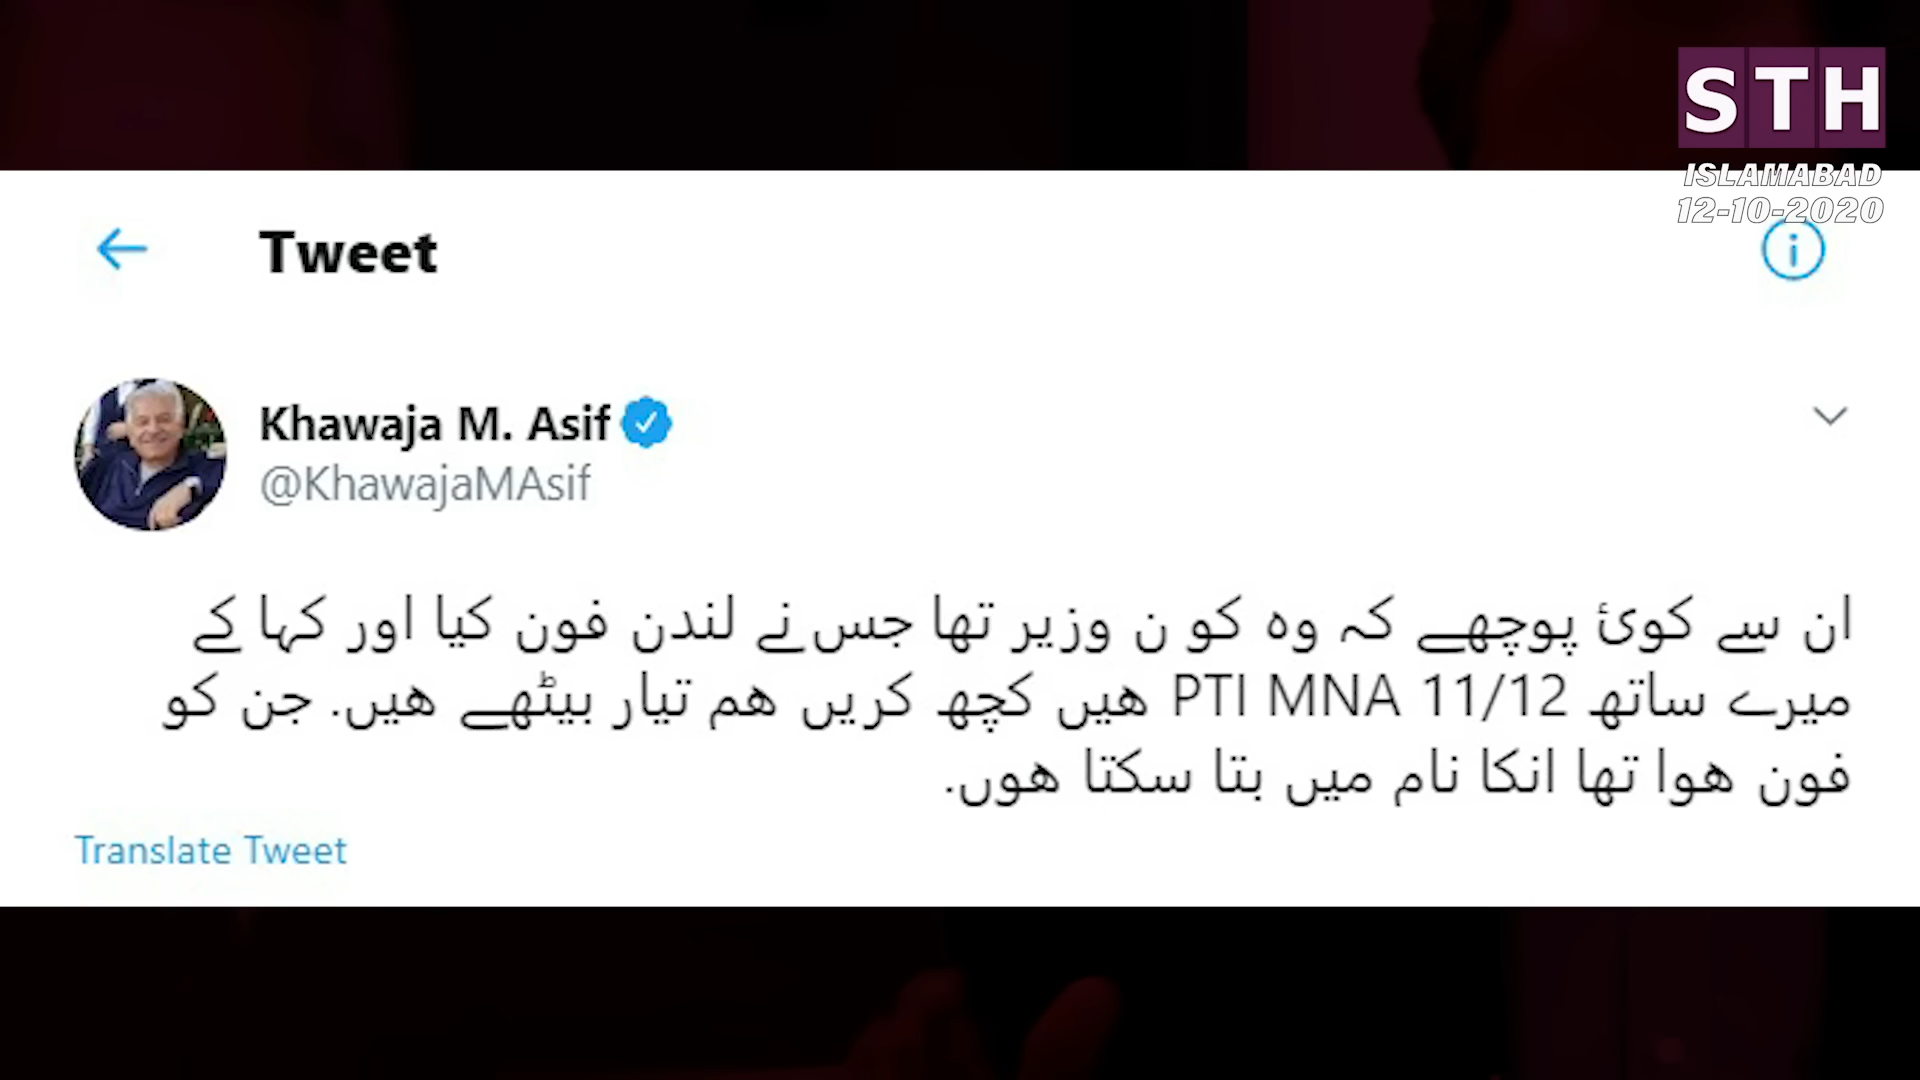 STH
ISLAMABAD
12-10-2020
Tweet
Khawaja M. Asif
@KhawajaMAsif
ان سے کوئ پوچھے کہ وہ کو ن وزیر تھا جس نے لندن فون کیا اور کہا کے
میرے ساتھ 11/12 PTI MNA ھیں کچھ کریں ھم تیار بیٹھے ھیں. جن کو
فون ھوا تھا انکا نام میں بتا سکتا ھوں.
Translate Tweet